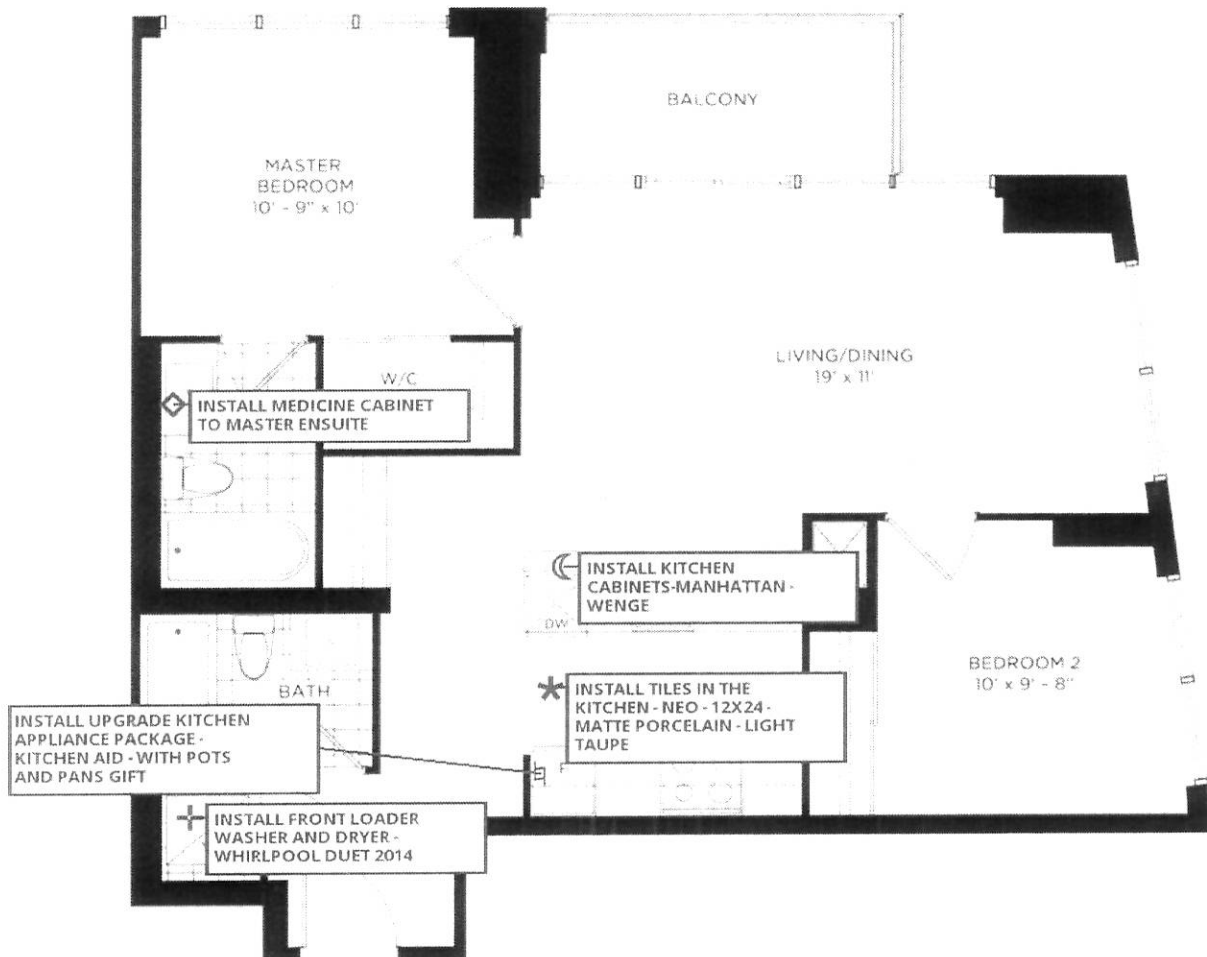 BALCONY
MASTER
BEDROOM
10' - 9" x 10'
LIVING/DINING
19' x 11'
W/C
INSTALL MEDICINE CABINET
TO MASTER ENSUITE
INSTALL KITCHEN
CABINETS-MANHATTAN -
WENGE
DW
BEDROOM 2
10' x 9' - 8"
BATH
INSTALL TILES IN THE
KITCHEN - NEO - 12X24 -
MATTE PORCELAIN - LIGHT
TAUPE
INSTALL UPGRADE KITCHEN
APPLIANCE PACKAGE -
KITCHEN AID - WITH POTS
AND PANS GIFT
INSTALL FRONT LOADER
WASHER AND DRYER -
WHIRLPOOL DUET 2014